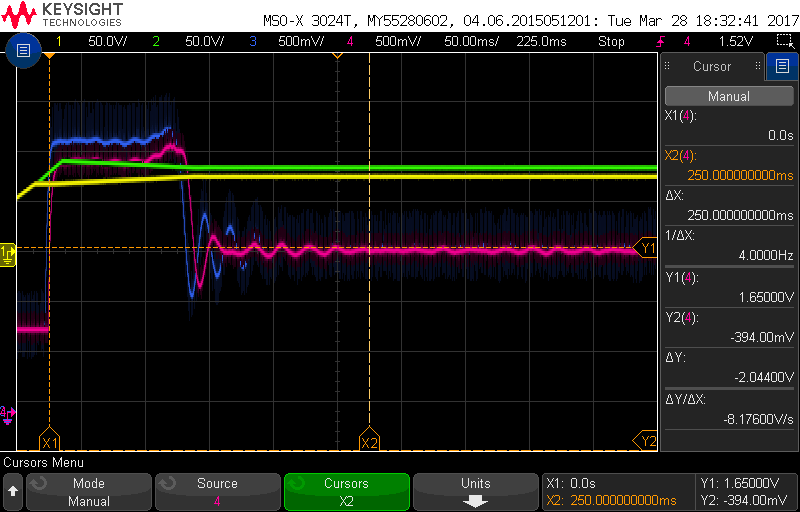 KEYSIGHT
TECHNOLOGIES
MSO-X 3024T, MY55280602, 04.06.2015051201: Tue Mar 28 18:32:41 2017
1 50.0V/ 2 50.0V/ 3 500mV/ 4 500mV/ 50.00ms/ 225.0ms Stop 4 1.52V
Cursor
Manual
X1(4):
0.0s
X2(4):
250.000000000ms
ΔX:
250.000000000ms
1/ΔX:
4.0000Hz
Y1(4):
1.65000V
Y2(4):
-394.00mV
ΔY:
-2.04400V
ΔY/ΔX:
-8.17600V/s
1
Y1
X1
X2
Y2
Cursors Menu
Mode
Manual
Source
4
Cursors
X2
Units
X1: 0.0s
X2: 250.000000000ms
Y1: 1.65000V
Y2: -394.00mV